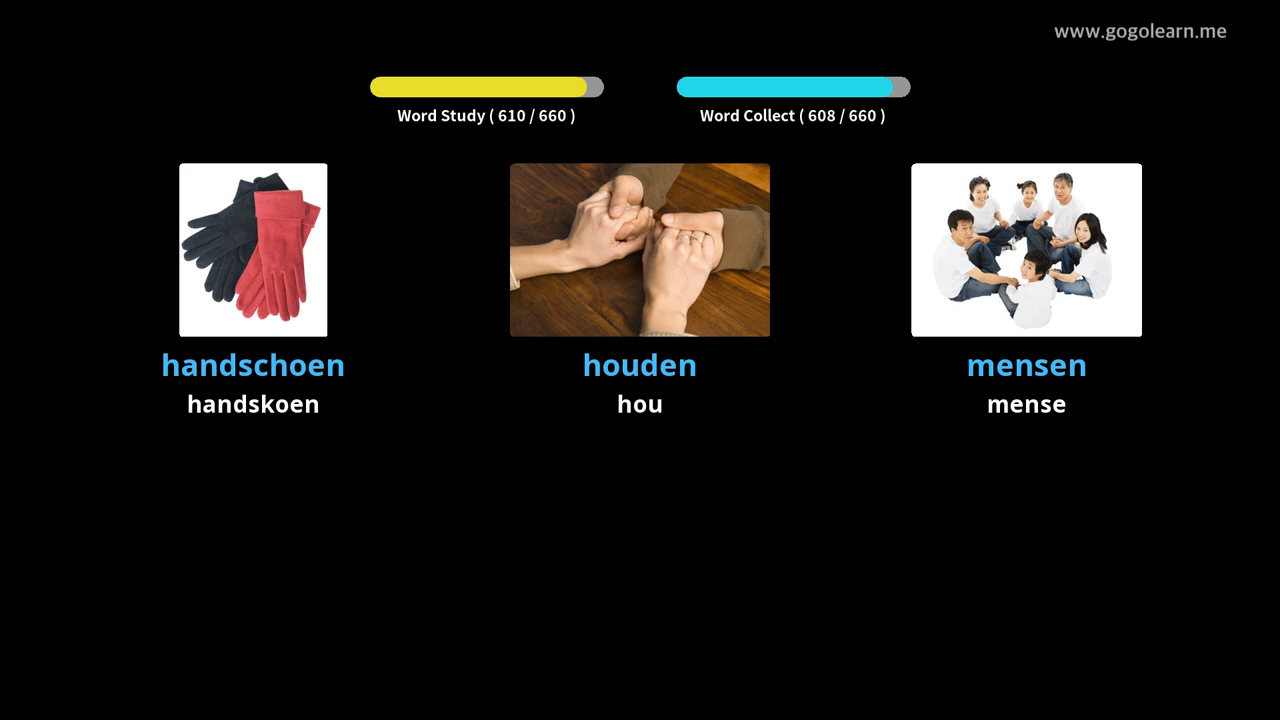 www.gogolearn.me
Word Study ( 610 / 660 )
Word Collect ( 608 / 660 )
handschoen
handskoen
houden
hou
mensen
mense